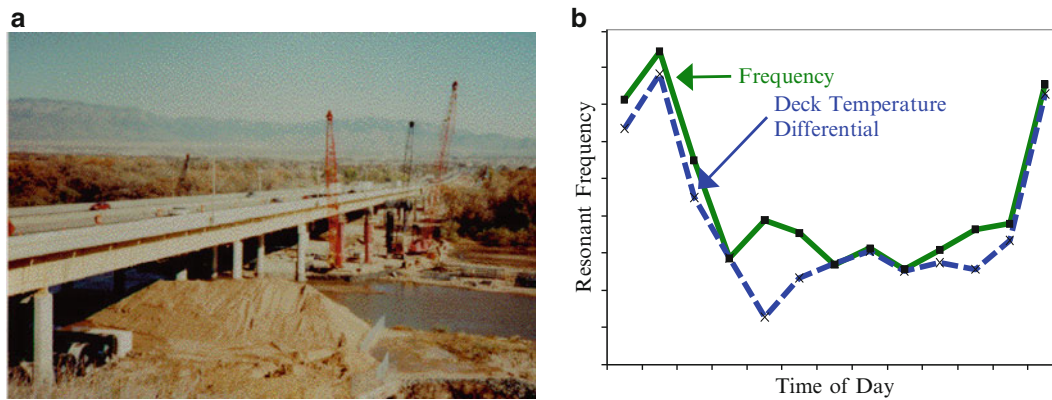 a
b
Frequency
Deck Temperature
Differential
Resonant Frequency
Time of Day